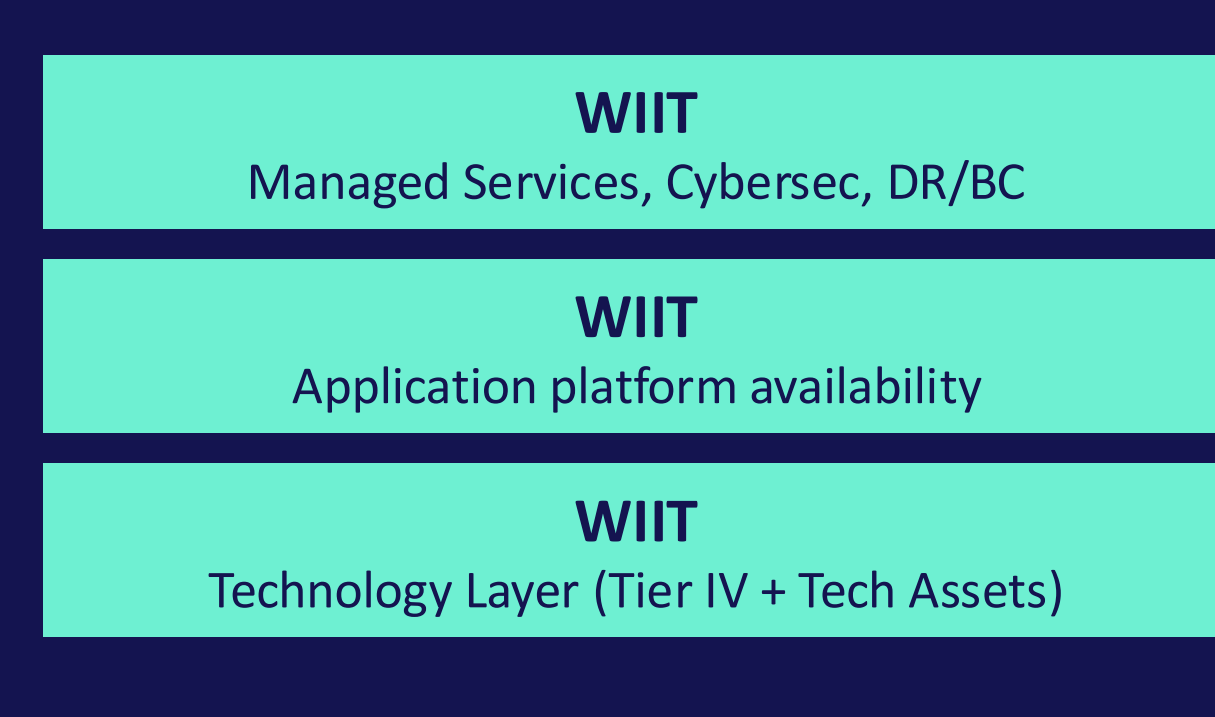 WIIT
Managed Services, Cybersec, DR/BC
WIIT
Application platform availability
WIIT
Technology Layer (Tier IV + Tech Assets)